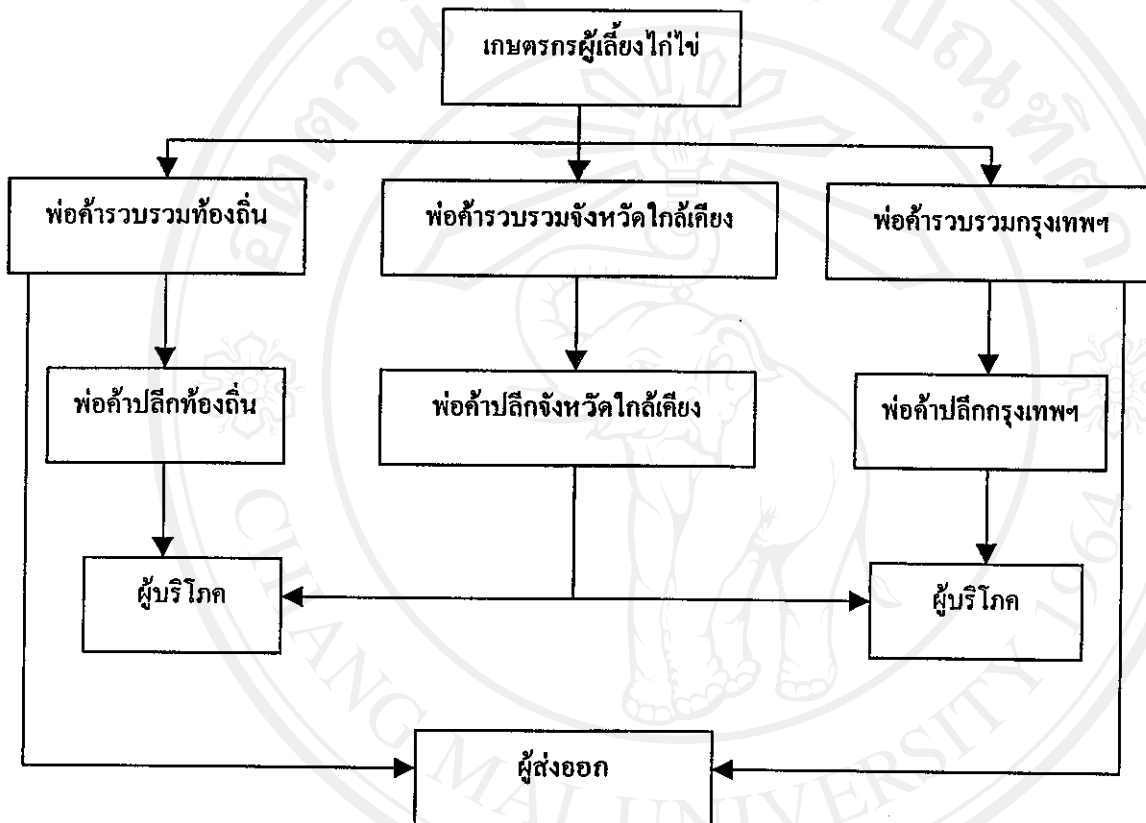 เกษตรกรผู้เลี้ยงไก่ไข่
พ่อค้ารวบรวมท้องถิ่น
พ่อค้ารวบรวมจังหวัดใกล้เคียง
พ่อค้ารวบรวมกรุงเทพฯ
พ่อค้าปลีกท้องถิ่น
พ่อค้าปลีกจังหวัดใกล้เคียง
พ่อค้าปลีกกรุงเทพฯ
ผู้บริโภค
ผู้บริโภค
ผู้ส่งออก
CHIANG MAI UNIVERSITY 1964